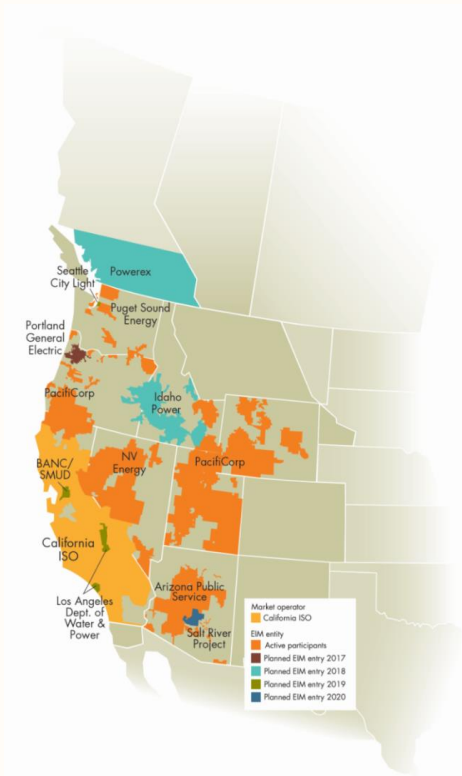 Powerex
Seattle
City Light
Puget Sound
Energy
Portland
General
Electric
PacifiCorp
Idaho
Power
NV
Energy
PacifiCorp
BANC/
SMUD
California
ISO
Los Angeles
Dept. of
Water &
Power
Arizona Public
Service
Salt River
Project
Market operator
California ISO
EIM entity
Active participants
Planned EIM entry 2017
Planned EIM entry 2018
Planned EIM entry 2019
Planned EIM entry 2020